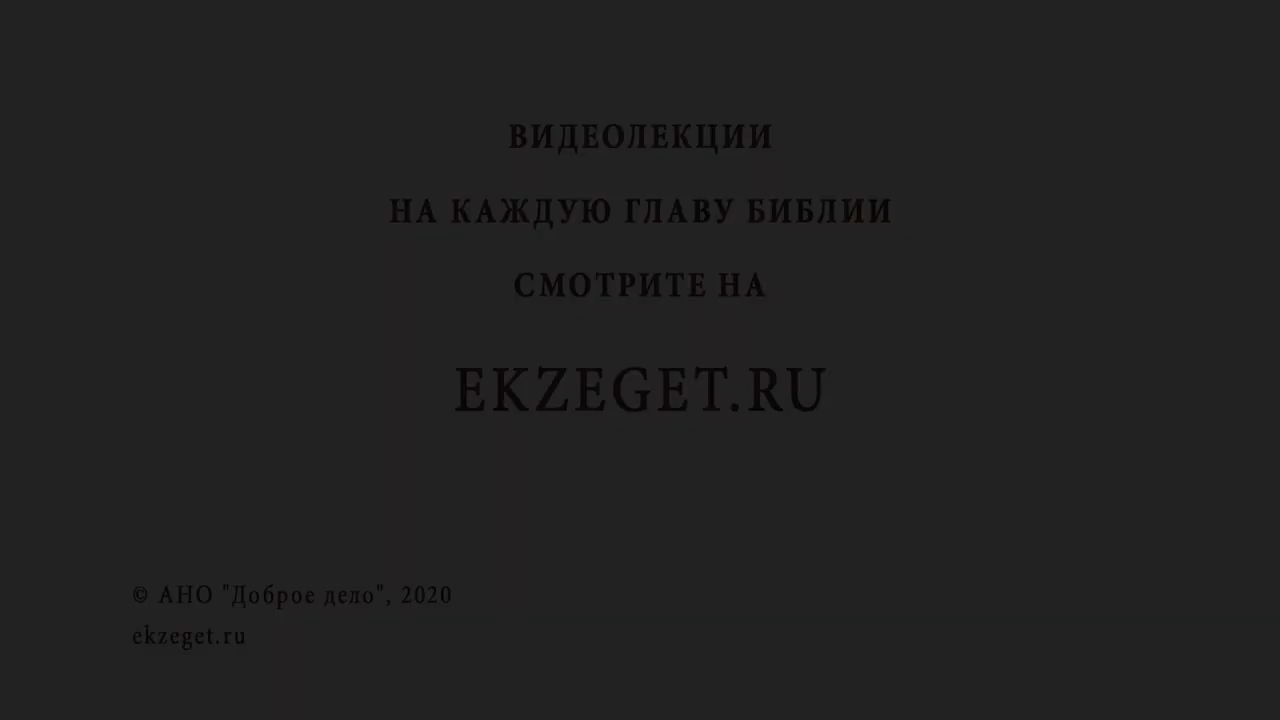 ВИДЕОЛЕКЦИИ
НА КАЖДУЮ ГЛАВУ БИБЛИИ
СМОТРИТЕ НА
EKZEGET.RU
© АНО "Доброе дело", 2020
ekzeget.ru